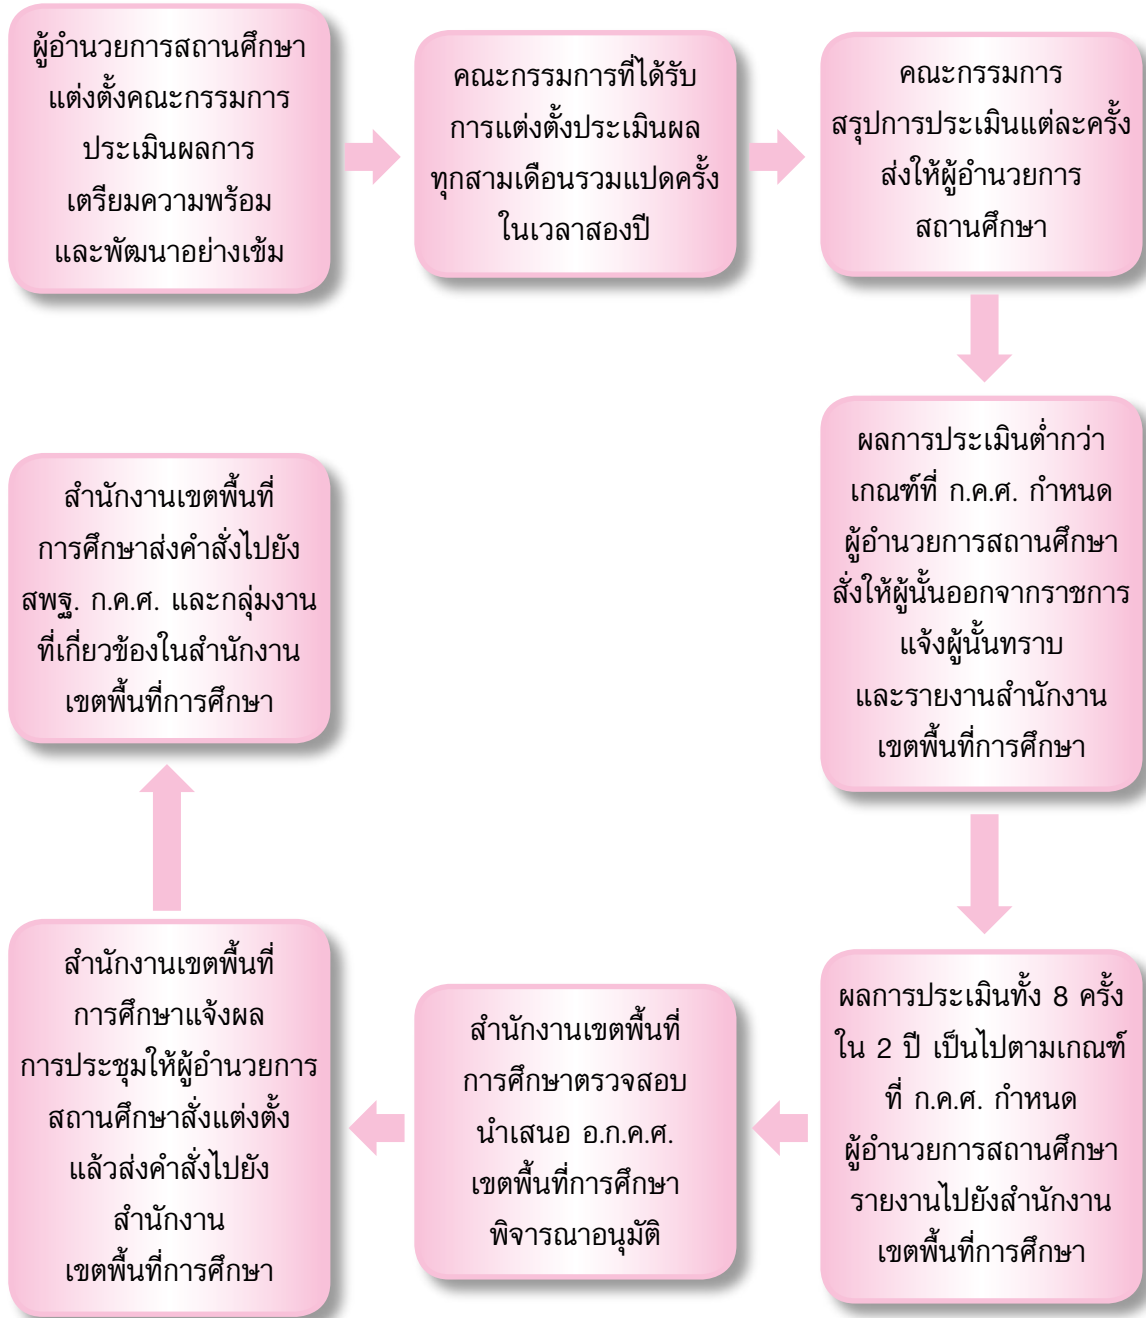 ผู้อำนวยการสถานศึกษา
แต่งตั้งคณะกรรมการ
ประเมินผลการ
เตรียมความพร้อม
และพัฒนาอย่างเข้ม
คณะกรรมการที่ได้รับ
การแต่งตั้งประเมินผล
ทุกสามเดือนรวมแปดครั้ง
ในเวลาสองปี
คณะกรรมการ
สรุปการประเมินแต่ละครั้ง
ส่งให้ผู้อำนวยการ
สถานศึกษา
ผลการประเมินต่ำกว่า
เกณฑ์ที่ ก.ค.ศ. กำหนด
ผู้อำนวยการสถานศึกษา
สั่งให้ผู้นั้นออกจากราชการ
แจ้งผู้นั้นทราบ
และรายงานสำนักงาน
เขตพื้นที่การศึกษา
ผลการประเมินทั้ง 8 ครั้ง
ใน 2 ปี เป็นไปตามเกณฑ์
ที่ ก.ค.ศ. กำหนด
ผู้อำนวยการสถานศึกษา
รายงานไปยังสำนักงาน
เขตพื้นที่การศึกษา
สำนักงานเขตพื้นที่
การศึกษาตรวจสอบ
นำเสนอ อ.ก.ค.ศ.
เขตพื้นที่การศึกษา
พิจารณาอนุมัติ
สำนักงานเขตพื้นที่
การศึกษาแจ้งผล
การประชุมให้ผู้อำนวยการ
สถานศึกษาสั่งแต่งตั้ง
แล้วส่งคำสั่งไปยัง
สำนักงาน
เขตพื้นที่การศึกษา
สำนักงานเขตพื้นที่
การศึกษาส่งคำสั่งไปยัง
สพฐ. ก.ค.ศ. และกลุ่มงาน
ที่เกี่ยวข้องในสำนักงาน
เขตพื้นที่การศึกษา